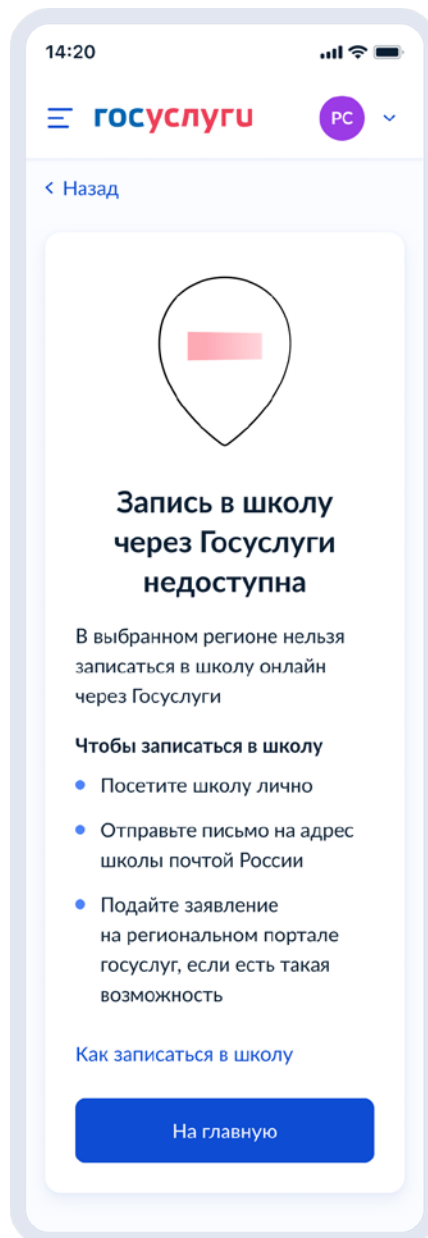 14:20
госуслуги
РС
Назад
Запись в школу
через Госуслуги
недоступна
В выбранном регионе нельзя
записаться в школу онлайн
через Госуслуги
Чтобы записаться в школу
Посетите школу лично
Отправьте письмо на адрес
школы почтой России
Подайте заявление
на региональном портале
госуслуг, если есть такая
возможность
Как записаться в школу
На главную